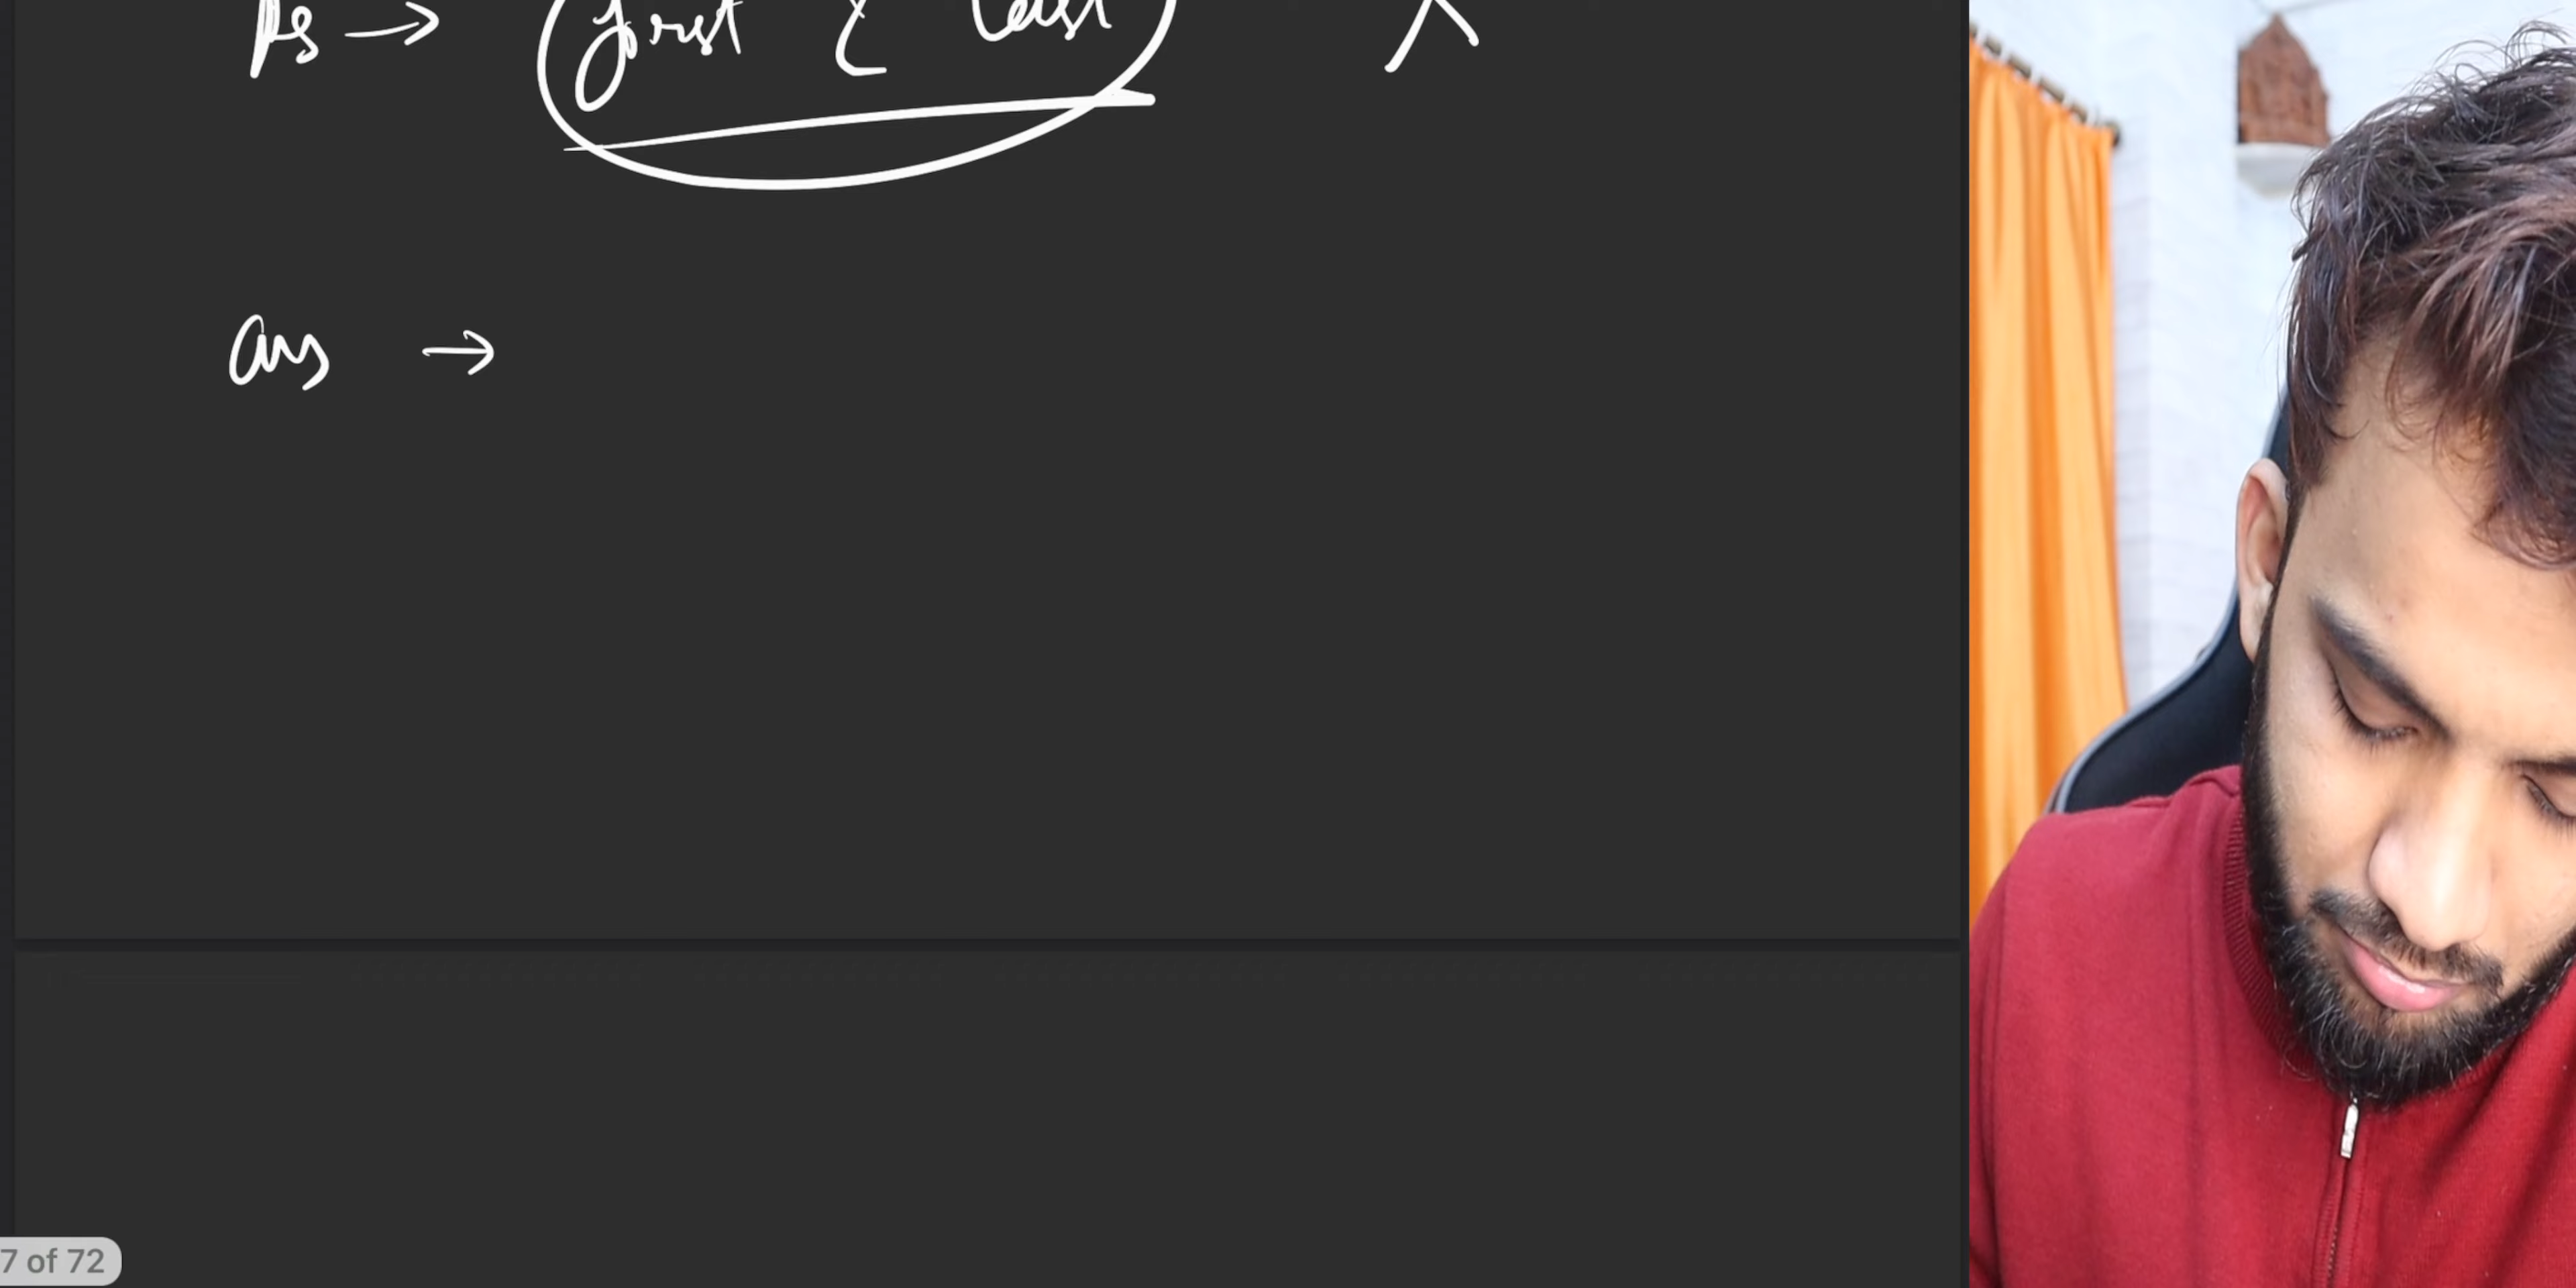 Ps → first & last X
ans →
7 of 72